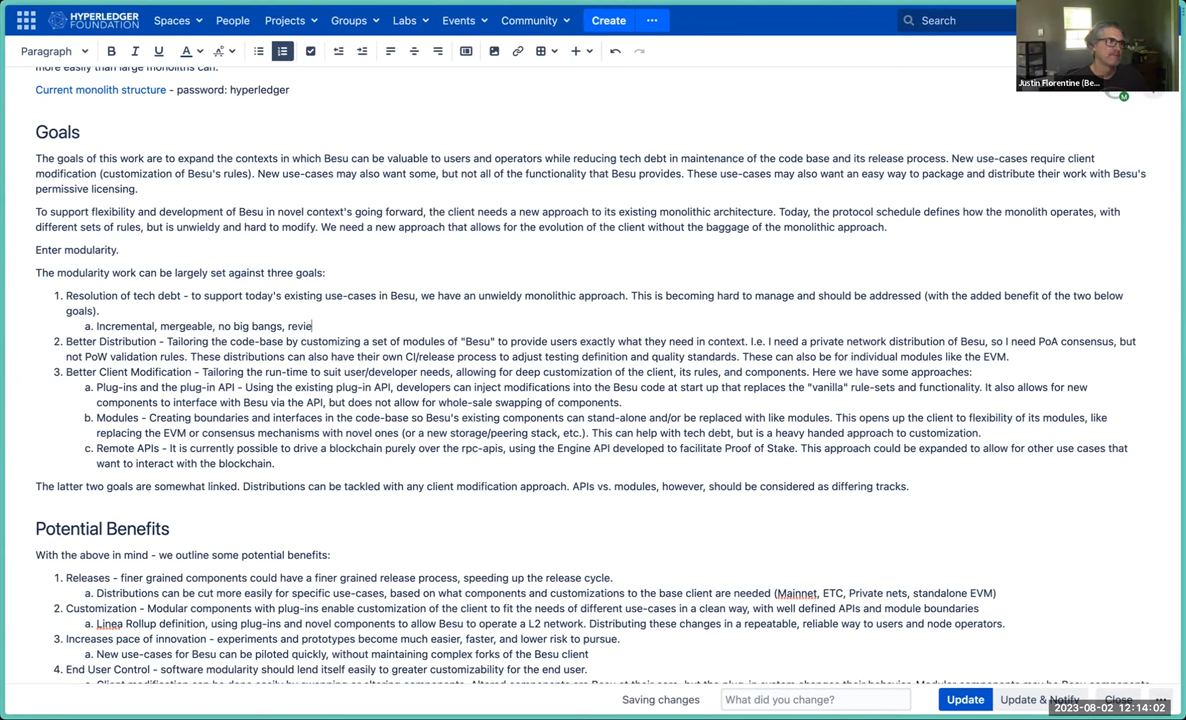 HYPERLEDGER FOUNDATION Spaces People Projects Groups Labs Events Community Create ... Search
Paragraph B I U A
Justin Florentine (Be...
M
more easily than large monoliths can.
Current monolith structure - password: hyperledger
Goals
The goals of this work are to expand the contexts in which Besu can be valuable to users and operators while reducing tech debt in maintenance of the code base and its release process. New use-cases require client
modification (customization of Besu's rules). New use-cases may also want some, but not all of the functionality that Besu provides. These use-cases may also want an easy way to package and distribute their work with Besu's
permissive licensing.
To support flexibility and development of Besu in novel context's going forward, the client needs a new approach to its existing monolithic architecture. Today, the protocol schedule defines how the monolith operates, with
different sets of rules, but is unwieldy and hard to modify. We need a new approach that allows for the evolution of the client without the baggage of the monolithic approach.
Enter modularity.
The modularity work can be largely set against three goals:
1. Resolution of tech debt - to support today's existing use-cases in Besu, we have an unwieldy monolithic approach. This is becoming hard to manage and should be addressed (with the added benefit of the two below
goals).
a. Incremental, mergeable, no big bangs, revie
2. Better Distribution - Tailoring the code-base by customizing a set of modules of "Besu" to provide users exactly what they need in context. I.e. I need a private network distribution of Besu, so I need PoA consensus, but
not PoW validation rules. These distributions can also have their own CI/release process to adjust testing definition and quality standards. These can also be for individual modules like the EVM.
3. Better Client Modification - Tailoring the run-time to suit user/developer needs, allowing for deep customization of the client, its rules, and components. Here we have some approaches:
a. Plug-ins and the plug-in API - Using the existing plug-in API, developers can inject modifications into the Besu code at start up that replaces the "vanilla" rule-sets and functionality. It also allows for new
components to interface with Besu via the API, but does not allow for whole-sale swapping of components.
b. Modules - Creating boundaries and interfaces in the code-base so Besu's existing components can stand-alone and/or be replaced with like modules. This opens up the client to flexibility of its modules, like
replacing the EVM or consensus mechanisms with novel ones (or a new storage/peering stack, etc.). This can help with tech debt, but is a heavy handed approach to customization.
c. Remote APIs - It is currently possible to drive a blockchain purely over the rpc-apis, using the Engine API developed to facilitate Proof of Stake. This approach could be expanded to allow for other use cases that
want to interact with the blockchain.
The latter two goals are somewhat linked. Distributions can be tackled with any client modification approach. APIs vs. modules, however, should be considered as differing tracks.
Potential Benefits
With the above in mind - we outline some potential benefits:
1. Releases - finer grained components could have a finer grained release process, speeding up the release cycle.
a. Distributions can be cut more easily for specific use-cases, based on what components and customizations to the base client are needed (Mainnet, ETC, Private nets, standalone EVM)
2. Customization - Modular components with plug-ins enable customization of the client to fit the needs of different use-cases in a clean way, with well defined APIs and module boundaries
a. Linea Rollup definition, using plug-ins and novel components to allow Besu to operate a L2 network. Distributing these changes in a repeatable, reliable way to users and node operators.
3. Increases pace of innovation - experiments and prototypes become much easier, faster, and lower risk to pursue.
a. New use-cases for Besu can be piloted quickly, without maintaining complex forks of the Besu client
4. End User Control - software modularity should lend itself easily to greater customizability for the end user.
Saving changes What did you change? Update Update & Notify Close
2023-08-02 12:14:02